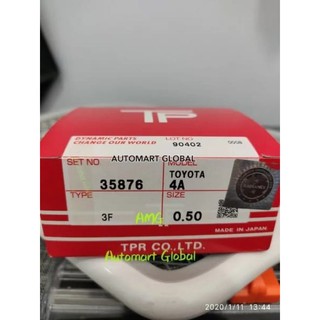 TP
DYNAMIC PARTS LOT NO
CHANGE OUR WORLD 90402 0558
AUTOMART GLOBAL
SET NO MODEL
35876 TOYOTA 4A
TYPE SIZE
3F 0.50
AMG
MADE IN JAPAN
TPR CO.,LTD.
Automart Global
2020/1/11 13:44